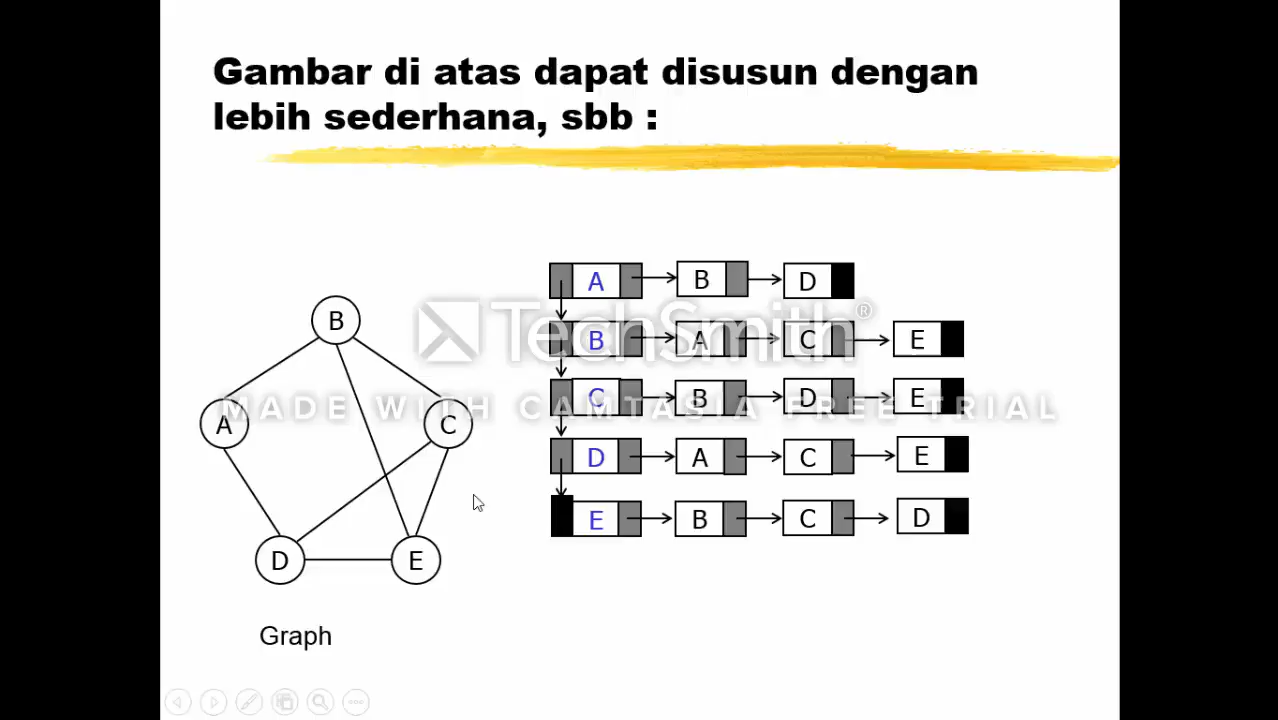 Gambar di atas dapat disusun dengan
lebih sederhana, sbb :
A B D
TechSmith®
B A C E
C B D E
MADE WITH CAMTASIA FREE TRIAL
D A C E
E B C D
B
A C
D E
Graph